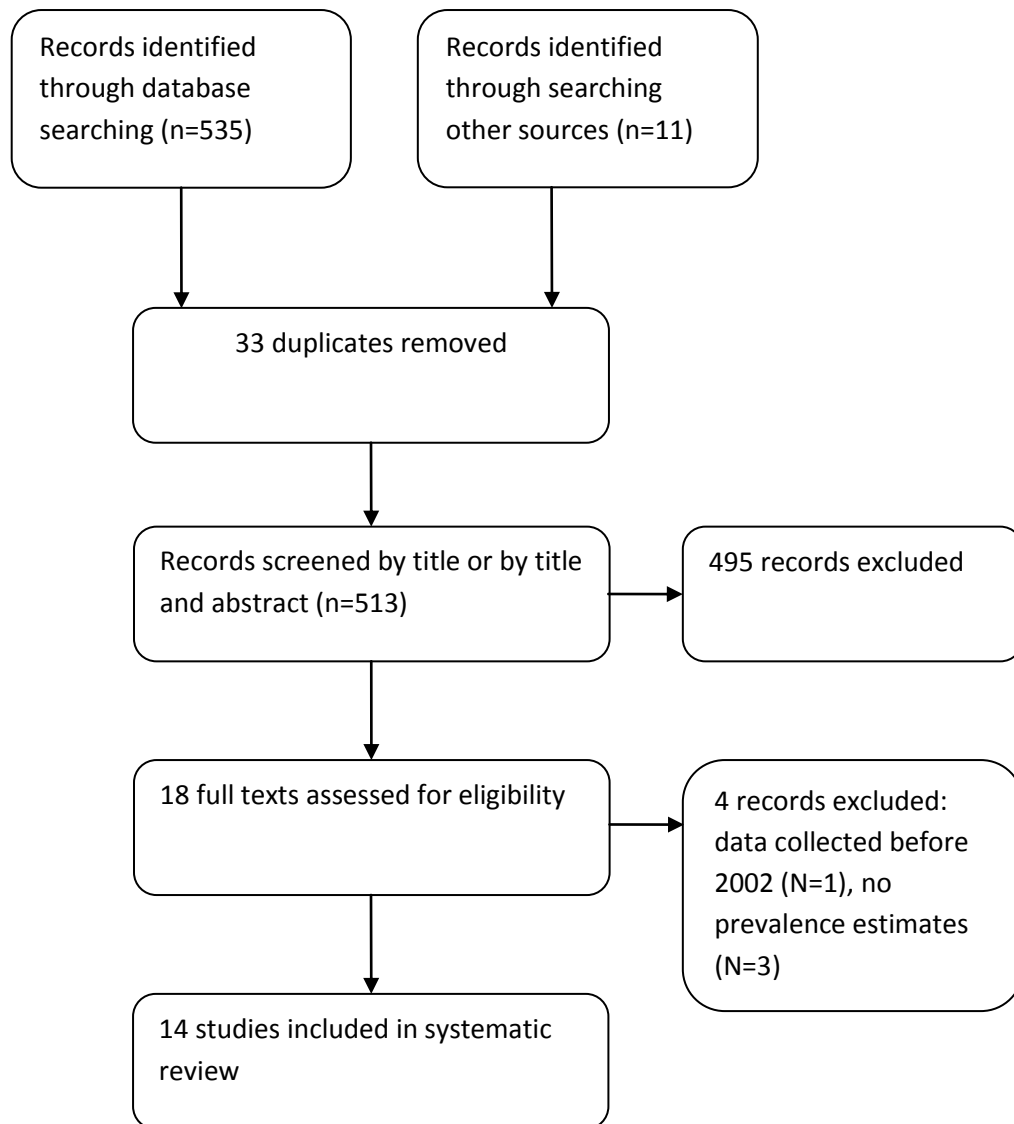 Records identified
through database
searching (n=535)
Records identified
through searching
other sources (n=11)
33 duplicates removed
Records screened by title or by title
and abstract (n=513)
495 records excluded
18 full texts assessed for eligibility
4 records excluded:
data collected before
2002 (N=1), no
prevalence estimates
(N=3)
14 studies included in systematic
review